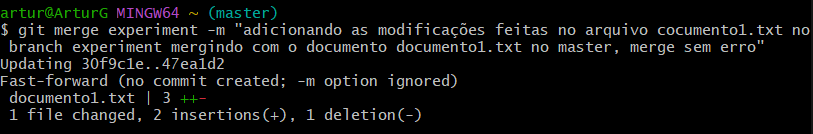 artur@ArturG MINGW64 ~ (master)
$ git merge experiment -m "adicionando as modificações feitas no arquivo cocumento1.txt no
branch experiment mergindo com o documento documento1.txt no master, merge sem erro"
Updating 30f9c1e..47ea1d2
Fast-forward (no commit created; -m option ignored)
 documento1.txt | 3 ++-
 1 file changed, 2 insertions(+), 1 deletion(-)